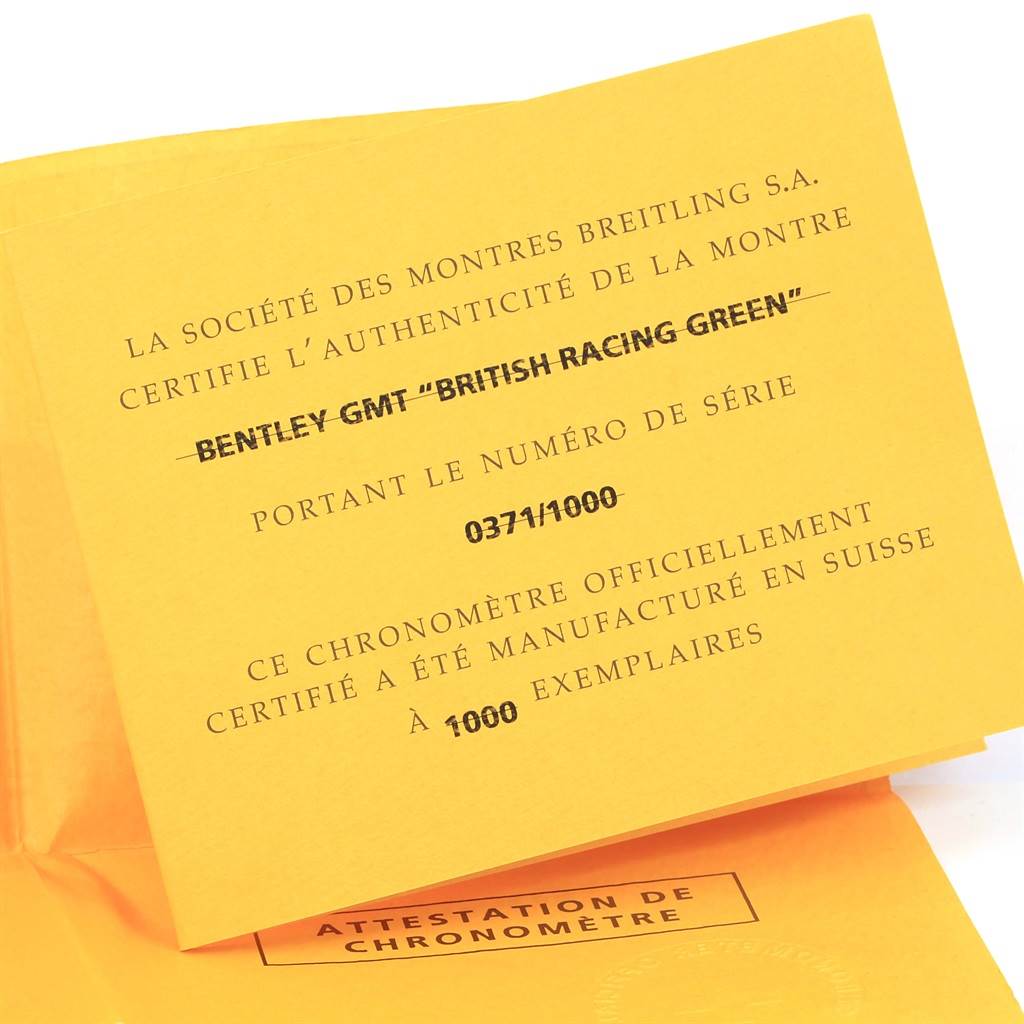 LA SOCIÉTÉ DES MONTRES BREITLING S.A.
CERTIFIE L'AUTHENTICITÉ DE LA MONTRE
BENTLEY GMT “BRITISH RACING GREEN”
PORTANT LE NUMÉRO DE SÉRIE
0371/1000
CE CHRONOMÈTRE OFFICIELLEMENT
CERTIFIÉ A ÉTÉ MANUFACTURÉ EN SUISSE
À 1000 EXEMPLAIRES
ATTESTATION DE
CHRONOMÈTRE